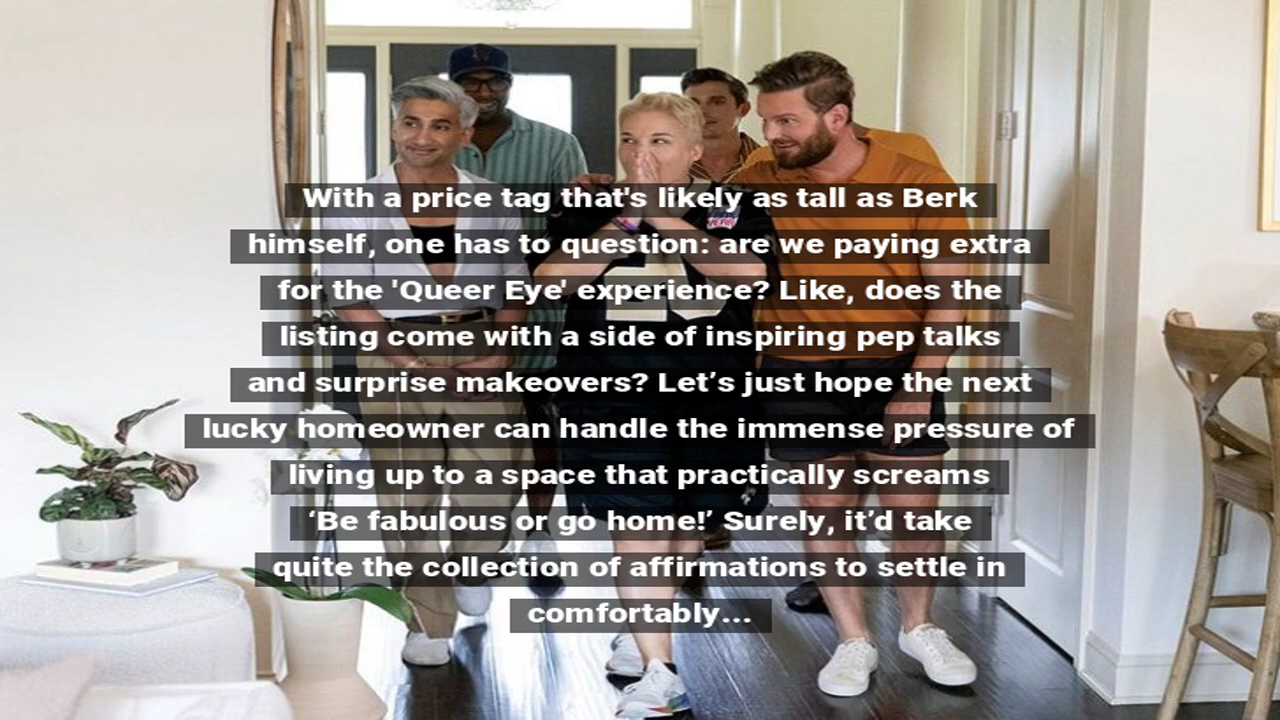 With a price tag that's likely as tall as Berk
himself, one has to question: are we paying extra
for the 'Queer Eye' experience? Like, does the
listing come with a side of inspiring pep talks
and surprise makeovers? Let’s just hope the next
lucky homeowner can handle the immense pressure of
living up to a space that practically screams
‘Be fabulous or go home!’ Surely, it’d take
quite the collection of affirmations to settle in
comfortably...